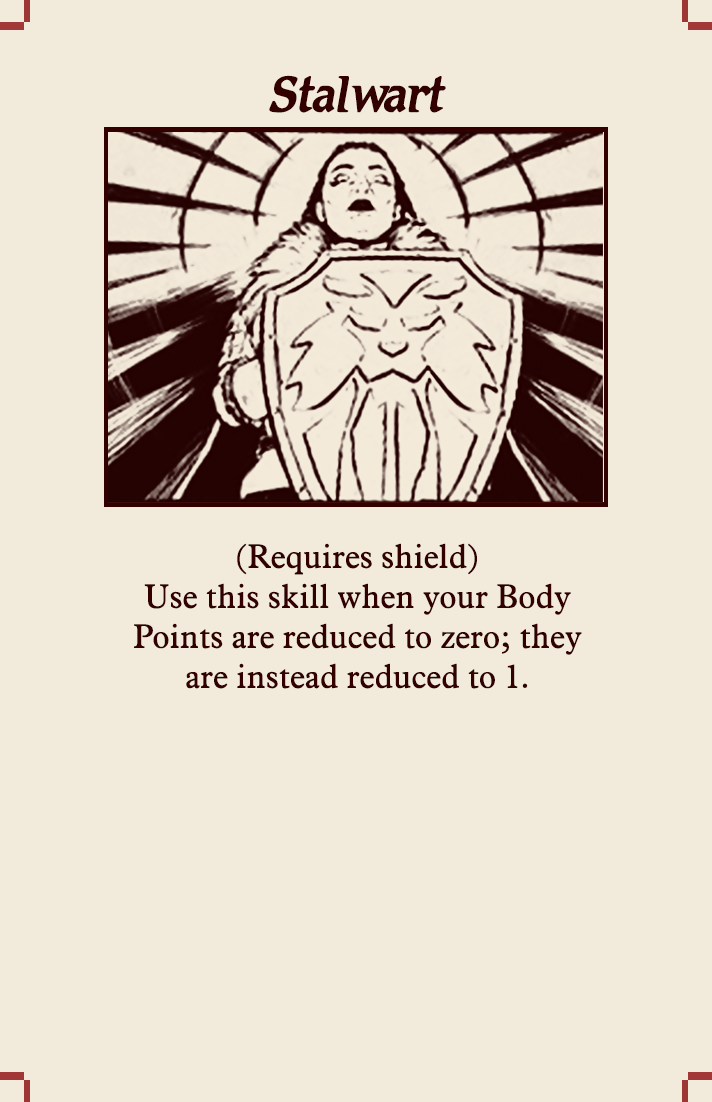 Stalwart
(Requires shield)
Use this skill when your Body
Points are reduced to zero; they
are instead reduced to 1.